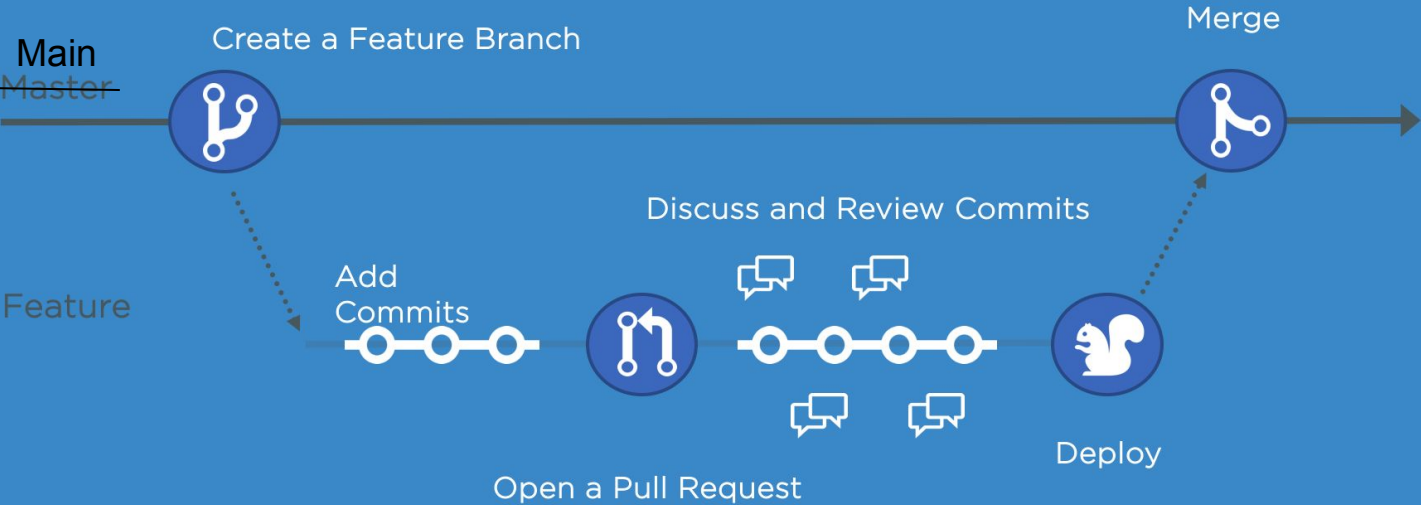 Merge
Create a Feature Branch
Main
Master
Discuss and Review Commits
Add
Commits
Feature
Deploy
Open a Pull Request